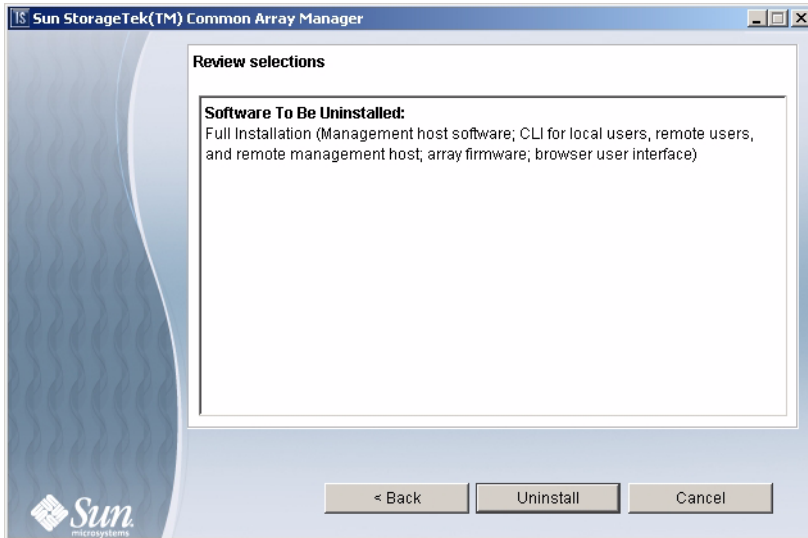 Sun StorageTek(TM) Common Array Manager
Review selections
Software To Be Uninstalled:
Full Installation (Management host software; CLI for local users, remote users,
and remote management host; array firmware; browser user interface)
< Back
Uninstall
Cancel
Sun
microsystems